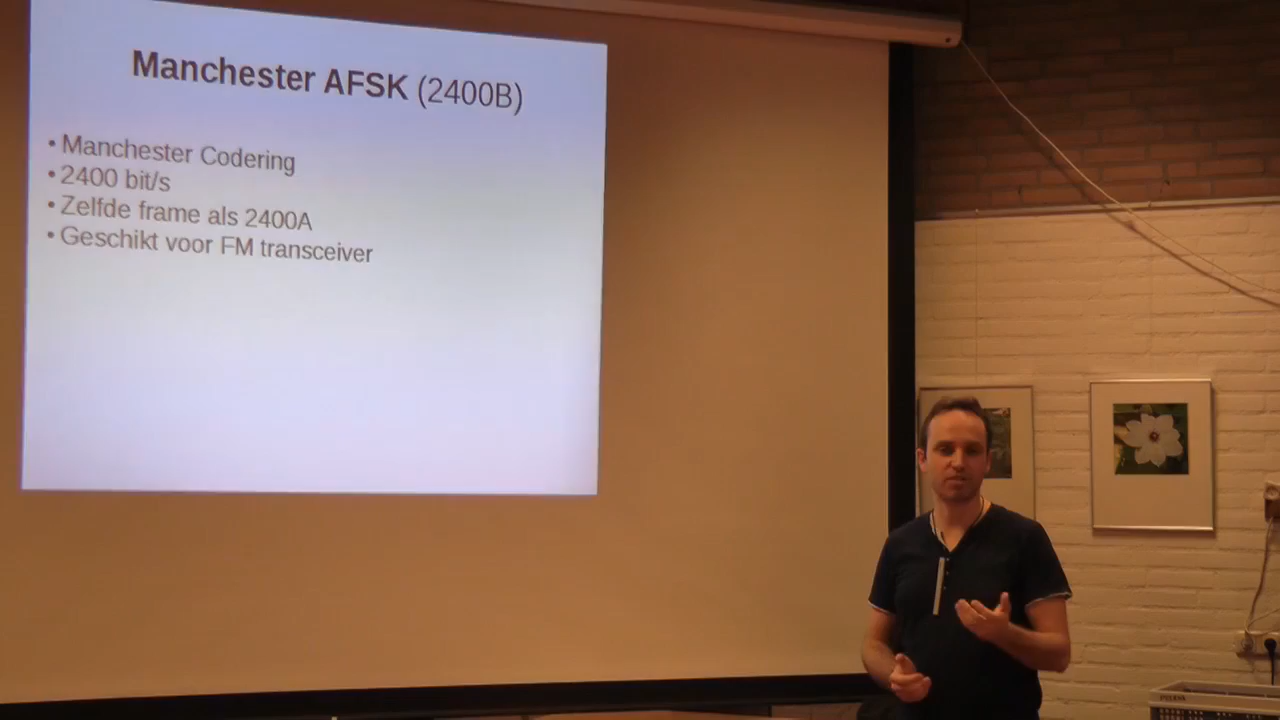 Manchester AFSK (2400B)
• Manchester Codering
• 2400 bit/s
• Zelfde frame als 2400A
• Geschikt voor FM transceiver